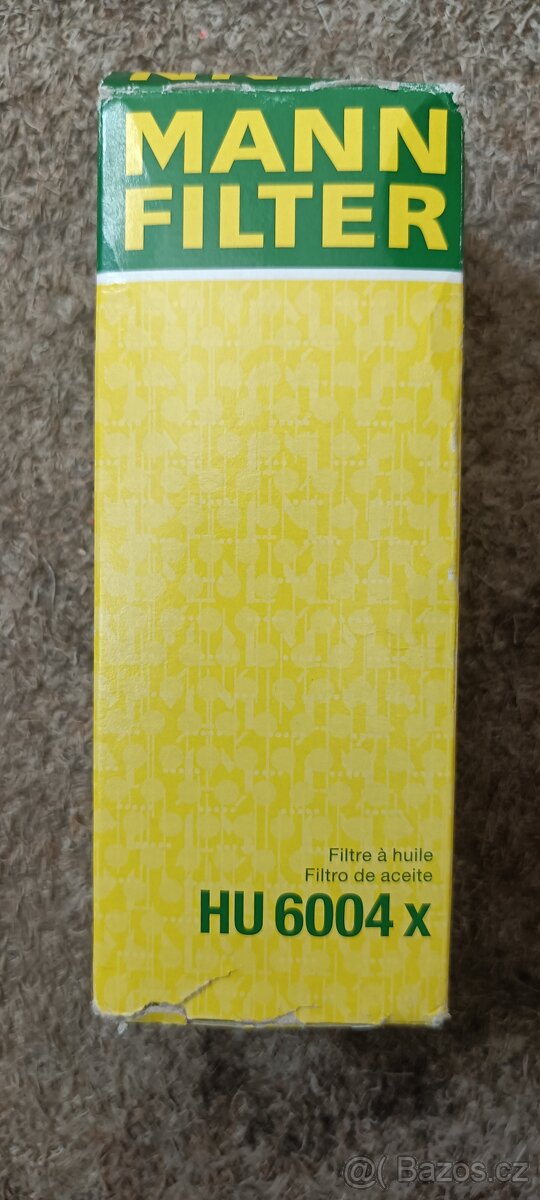 MANN
FILTER
Filtre à huile
Filtro de aceite
HU 6004 x
Bazos.cz